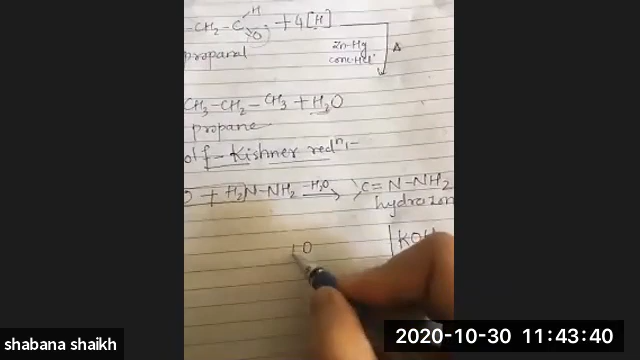 -CH₂-C H
O + 4[H]
propanal
Zn-Hg
conc.HCl
Δ
CH₃-CH₂-CH₃ + H₂O
propane
olf-Kishner redⁿ,-
+ H₂N-NH₂ -H₂O → C=N-NH₂
hydrazon
KOH
10
shabana shaikh
2020-10-30 11:43:40